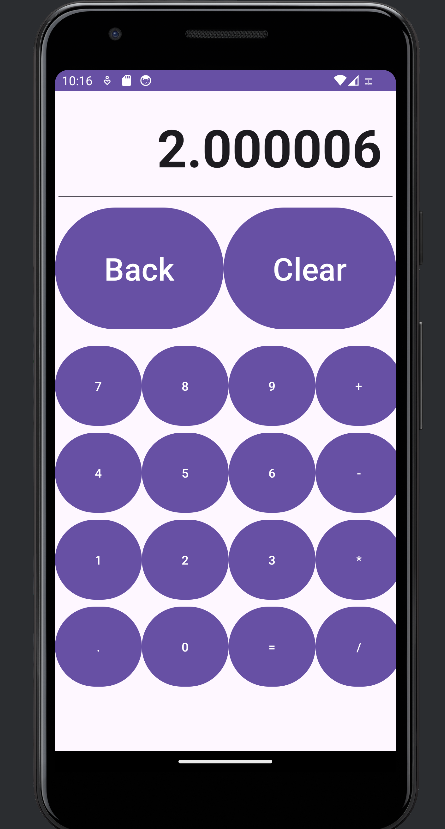 10:16
2.000006
Back Clear
7 8 9 +
4 5 6 -
1 2 3 *
. 0 = /